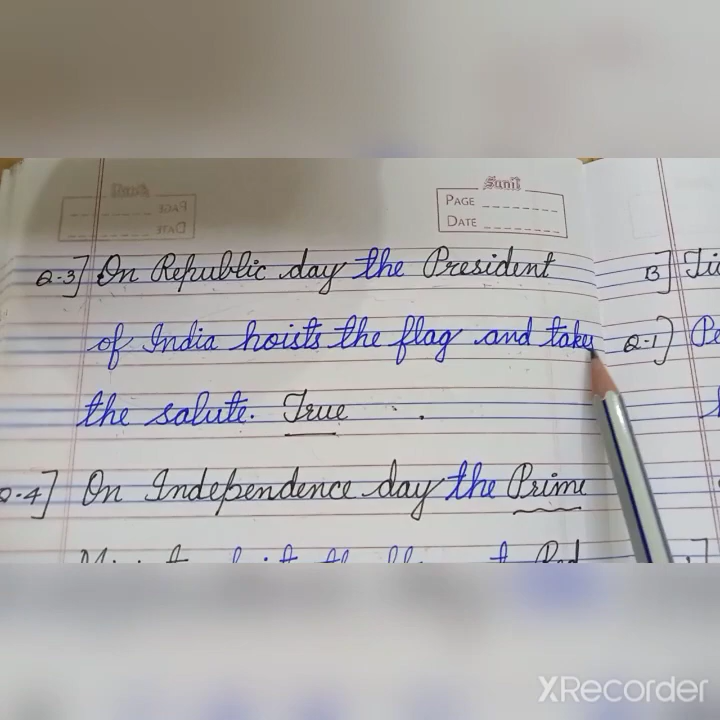 Sunil
PAGE
DATE
Q-3] On Republic day the President
of India hoists the flag and takes
the salute. True
Q-4] On Independence day the Prime
B]
Q-1]
XRecorder